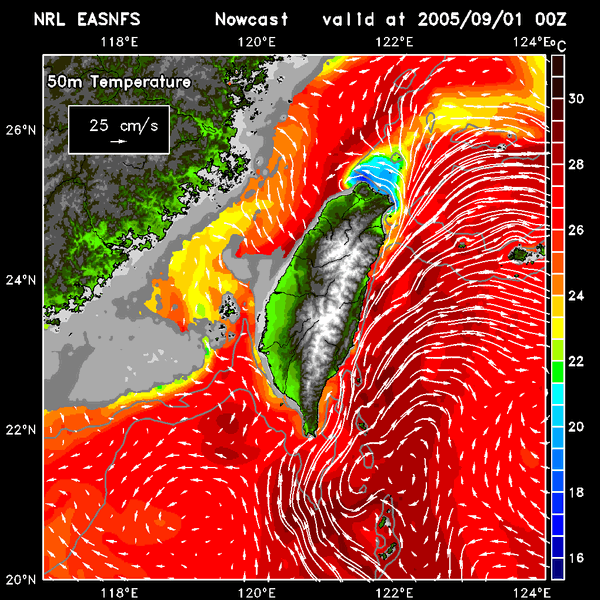 NRL EASNFS Nowcast valid at 2005/09/01 00Z
118°E 120°E 122°E 124°E °C
50m Temperature
25 cm/s
26°N
24°N
22°N
20°N
30
28
26
24
22
20
18
16
118°E 120°E 122°E 124°E